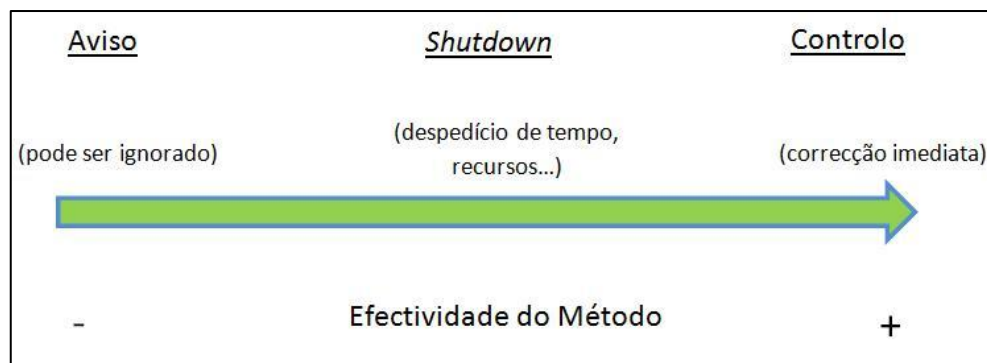 Aviso Shutdown Controlo
(pode ser ignorado) (despedício de tempo, (correcção imediata)
recursos...)
- Efectividade do Método +